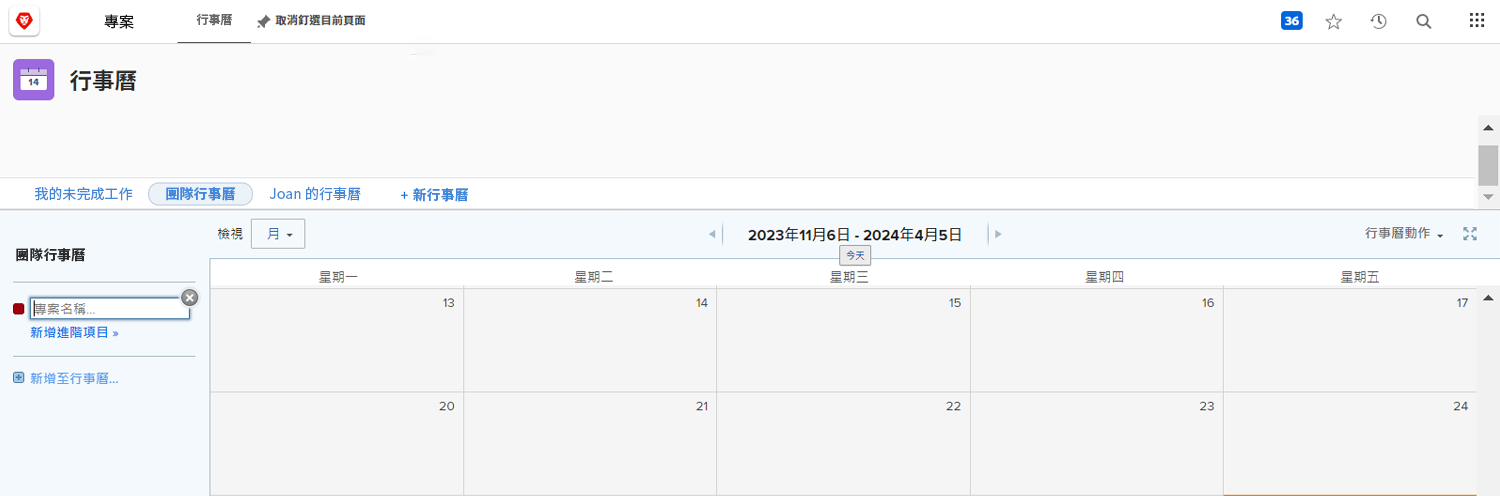 專案 行事曆 取消釘選目前頁面 36
14 行事曆
我的未完成工作 團隊行事曆 Joan 的行事曆 + 新行事曆
檢視 月 2023年11月6日 - 2024年4月5日 行事曆動作
今天
團隊行事曆
星期一 星期二 星期三 星期四 星期五
13 14 15 16 17
專案名稱...
新增進階項目 »
新增至行事曆...
20 21 22 23 24